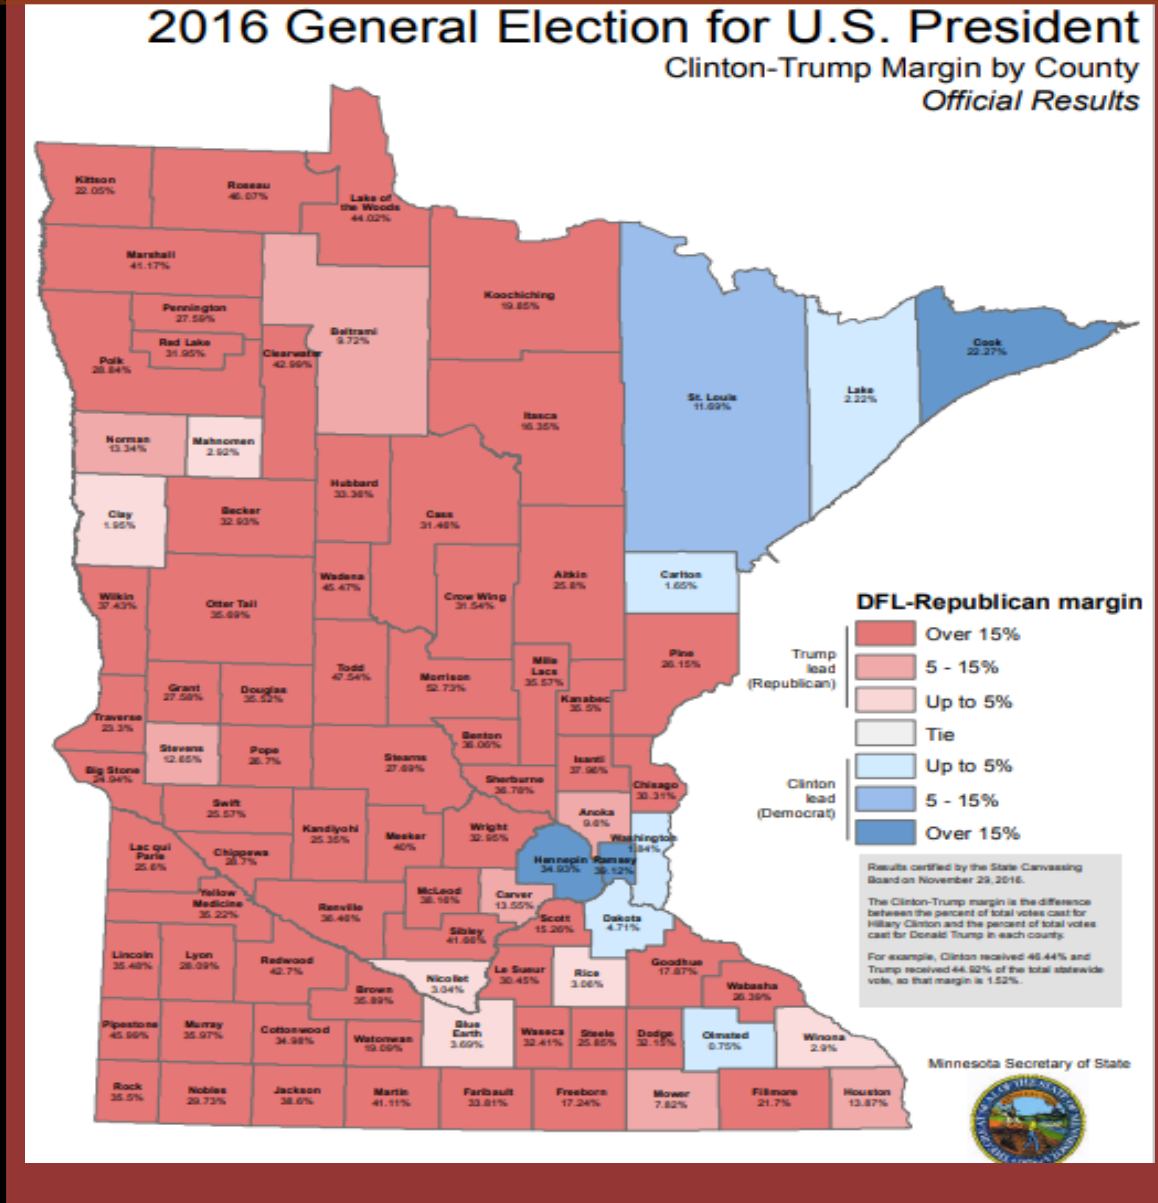 2016 General Election for U.S. President
Clinton-Trump Margin by County
Official Results
Kittson
22.05%
Roseau
46.07%
Lake of
the Woods
44.02%
Marshall
41.17%
Koochiching
19.85%
Pennington
27.59%
Beltrami
9.72%
Red Lake
31.95%
Clearwater
42.99%
Polk
28.84%
Cook
22.27%
Lake
2.22%
St. Louis
11.69%
Itasca
16.35%
Norman
13.34%
Mahnomen
2.92%
Hubbard
33.36%
Clay
1.95%
Becker
32.93%
Cass
31.46%
Wadena
45.47%
Aitkin
25.8%
Carlton
1.65%
Wilkin
37.43%
Otter Tail
35.69%
Crow Wing
31.54%
Pine
26.15%
Todd
47.54%
Morrison
52.73%
Mille
Lacs
35.57%
Kanabec
35.5%
Grant
27.58%
Douglas
35.52%
Traverse
23.3%
Stevens
12.65%
Pope
26.7%
Stearns
27.69%
Benton
36.06%
Isanti
37.96%
Big Stone
24.94%
Sherburne
36.78%
Chisago
30.31%
Swift
25.57%
Kandiyohi
25.35%
Meeker
40%
Wright
32.95%
Anoka
9.6%
Washington
1.84%
Lac qui
Parle
25.6%
Chippewa
28.7%
Hennepin
34.93%
Ramsey
39.12%
Yellow
Medicine
35.22%
Renville
36.46%
McLeod
38.16%
Carver
13.55%
Scott
15.26%
Dakota
4.71%
Sibley
41.66%
Lincoln
35.48%
Lyon
28.09%
Redwood
42.7%
Nicollet
3.04%
Le Sueur
30.45%
Rice
3.06%
Goodhue
17.87%
Wabasha
26.39%
Brown
35.89%
Pipestone
45.99%
Murray
35.97%
Cottonwood
34.98%
Watonwan
19.09%
Blue
Earth
3.69%
Waseca
32.41%
Steele
25.85%
Dodge
32.15%
Olmsted
0.75%
Winona
2.9%
Rock
35.5%
Nobles
29.73%
Jackson
38.6%
Martin
41.11%
Faribault
33.81%
Freeborn
17.24%
Mower
7.82%
Fillmore
21.7%
Houston
13.87%
DFL-Republican margin
Trump
lead
(Republican)
Over 15%
5 - 15%
Up to 5%
Tie
Clinton
lead
(Democrat)
Up to 5%
5 - 15%
Over 15%
Results certified by the State Canvassing
Board on November 29, 2016.
The Clinton-Trump margin is the difference
between the percent of total votes cast for
Hillary Clinton and the percent of total votes
cast for Donald Trump in each county.
For example, Clinton received 46.44% and
Trump received 44.92% of the total statewide
vote, so that margin is 1.52%.
Minnesota Secretary of State